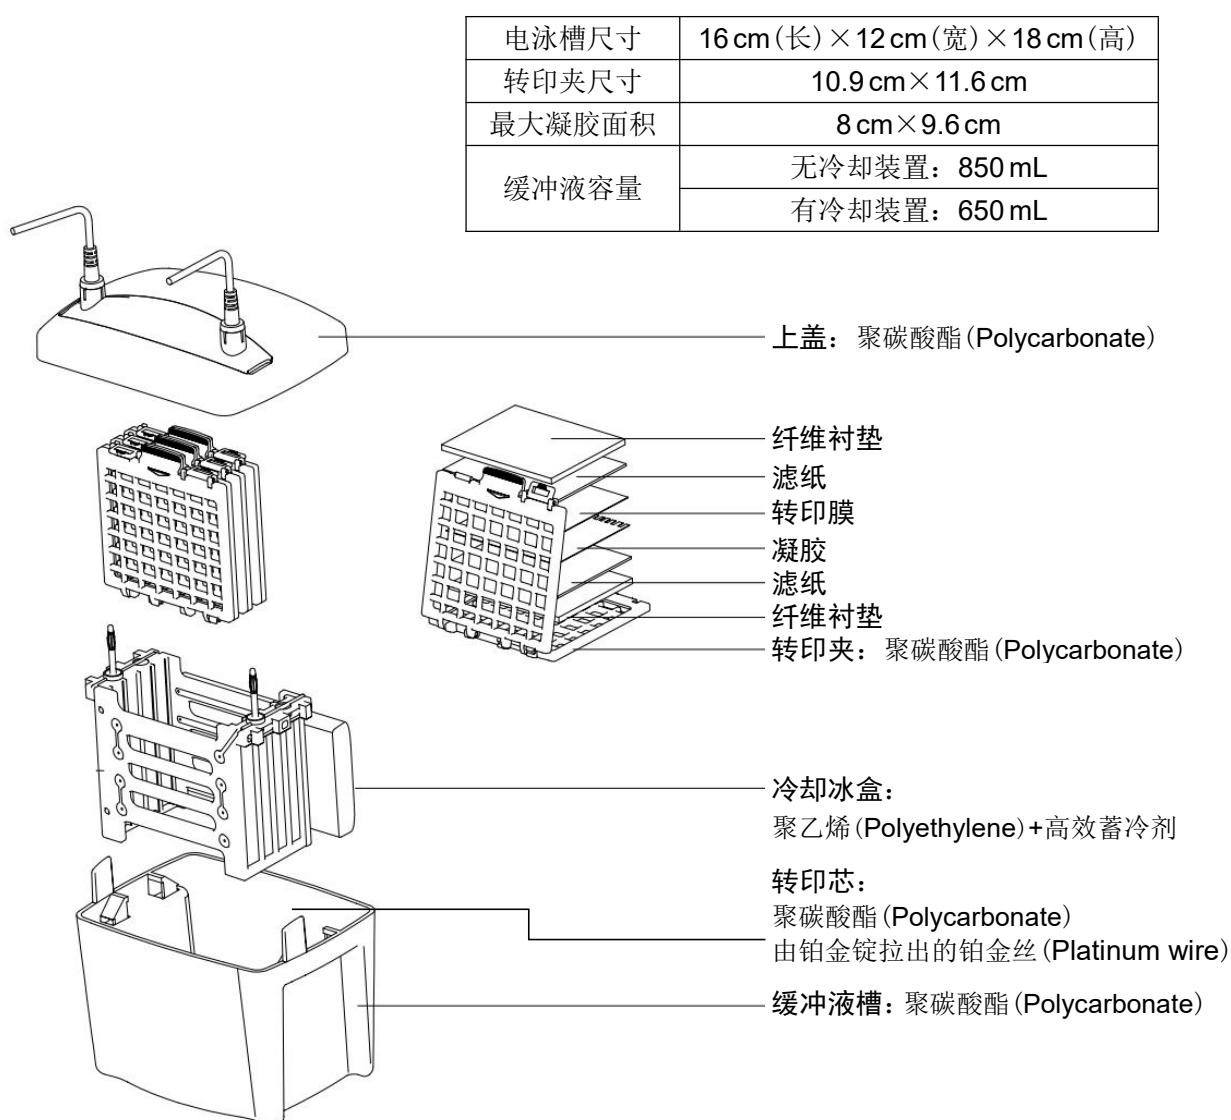 电泳槽尺寸 16 cm(长)×12 cm(宽)×18 cm(高)
转印夹尺寸 10.9 cm×11.6 cm
最大凝胶面积 8 cm×9.6 cm
缓冲液容量 无冷却装置:850 mL
有冷却装置:650 mL
上盖:聚碳酸酯(Polycarbonate)
纤维衬垫
滤纸
转印膜
凝胶
滤纸
纤维衬垫
转印夹:聚碳酸酯(Polycarbonate)
冷却冰盒:
聚乙烯(Polyethylene)+高效蓄冷剂
转印芯:
聚碳酸酯(Polycarbonate)
由铂金锭拉出的铂金丝(Platinum wire)
缓冲液槽:聚碳酸酯(Polycarbonate)